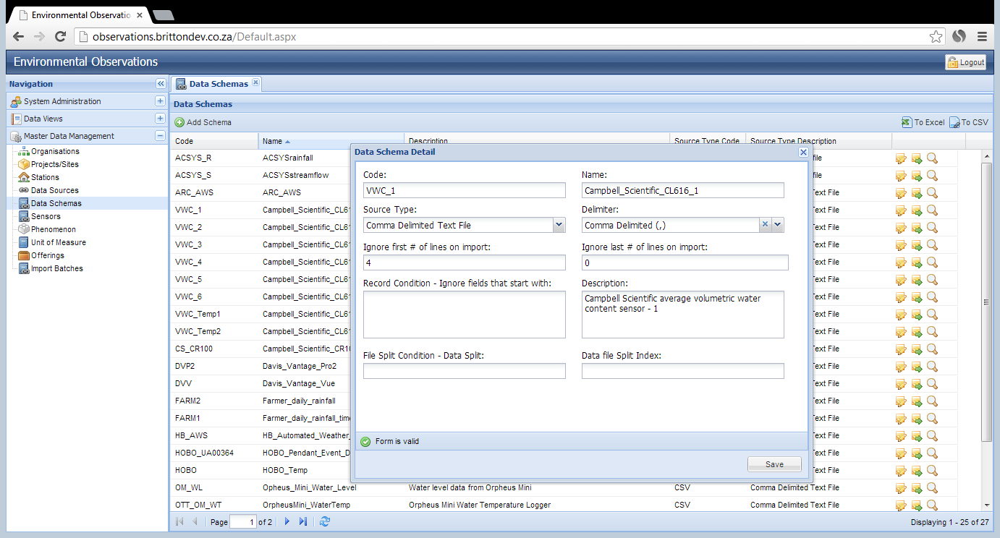 Environmental Observatio
observations.brittondev.co.za/Default.aspx
Environmental Observations
Logout
Navigation
System Administration
Data Views
Master Data Management
Organisations
Projects/Sites
Stations
Data Sources
Data Schemas
Sensors
Phenomenon
Unit of Measure
Offerings
Import Batches
Data Schemas
Data Schemas
Add Schema
To Excel To CSV
Code Name Description Source Type Code Source Type Description
ACSYS_R ACSYSrainfall file
ACSYS_S ACSYSstreamflow file
ARC_AWS ARC_AWS Text File
VWC_1 Campbell_Scientific_CL61 Text File
VWC_2 Campbell_Scientific_CL61 Text File
VWC_3 Campbell_Scientific_CL61 Text File
VWC_4 Campbell_Scientific_CL61 Text File
VWC_5 Campbell_Scientific_CL61 Text File
VWC_6 Campbell_Scientific_CL61 Text File
VWC_Temp1 Campbell_Scientific_CL61 Text File
VWC_Temp2 Campbell_Scientific_CL61 Text File
CS_CR100 Campbell_Scientific_CR10 Text File
DVP2 Davis_Vantage_Pro2 Text File
DVV Davis_Vantage_Vue Text File
FARM2 Farmer_daily_rainfall Text File
FARM1 Farmer_daily_rainfall_time Text File
HB_AWS HB_Automated_Weather_ Text File
HOBO_UA00364 HOBO_Pendant_Event_D Text File
HOBO HOBO_Temp Text File
OM_WL Opheus_Mini_Water_Level Water level data from Orpheus Mini CSV Comma Delimited Text File
OTT_OM_WT OrpheusMini_WaterTemp Orpheus Mini Water Temperature Logger CSV Comma Delimited Text File
Page 1 of 2
Displaying 1 - 25 of 27
Data Schema Detail
Code: Name:
VWC_1 Campbell_Scientific_CL616_1
Source Type: Delimiter:
Comma Delimited Text File Comma Delimited (,)
Ignore first # of lines on import: Ignore last # of lines on import:
4 0
Record Condition - Ignore fields that start with: Description:
Campbell Scientific average volumetric water
content sensor - 1
File Split Condition - Data Split: Data file Split Index:
Form is valid
Save